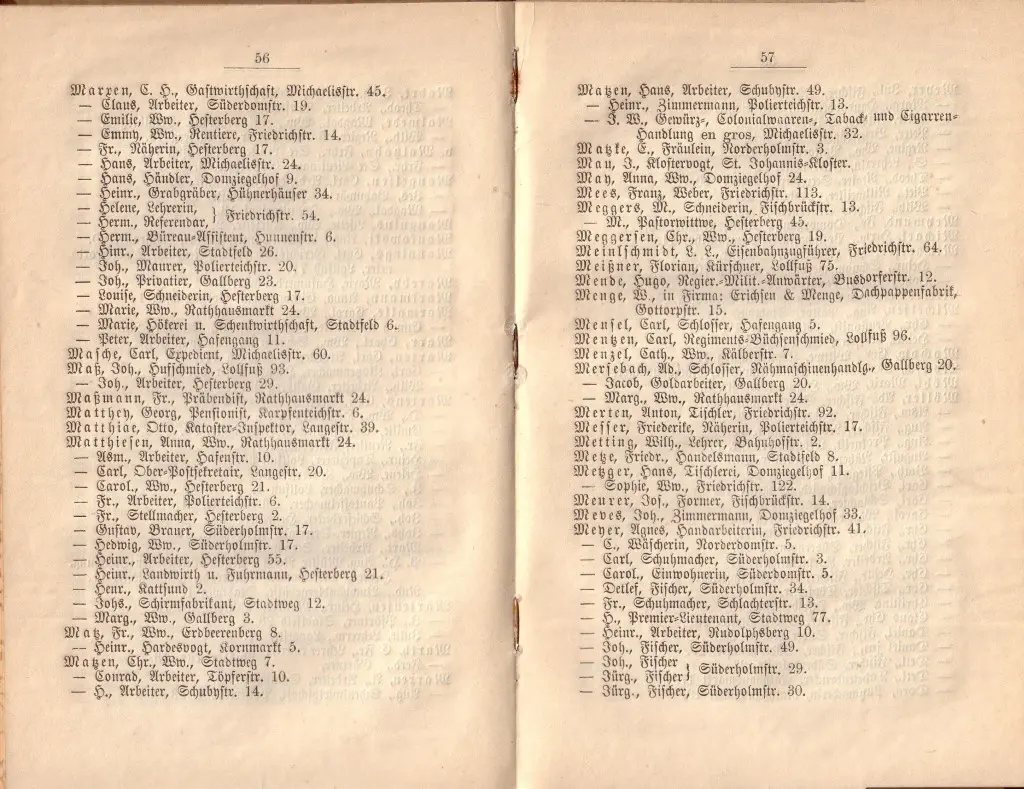 56
Marxen, C. H., Gastwirthschaft, Michaelisstr. 45.
— Claus, Arbeiter, Süderdomstr. 19.
— Emilie, Ww., Hesterberg 17.
— Emmy, Ww., Rentiere, Friedrichstr. 14.
— Fr., Näherin, Hesterberg 17.
— Hans, Arbeiter, Michaelisstr. 24.
— Hans, Händler, Domziegelhof 9.
— Heinr., Grabgräber, Hühnerhäuser 34.
— Helene, Lehrerin,
— Herm., Referendar, } Friedrichstr. 54.
— Herm., Büreau-Assistent, Hunnenstr. 6.
— Hinr., Arbeiter, Stadtfeld 26.
— Joh., Maurer, Polierteichstr. 20.
— Joh., Privatier, Gallberg 23.
— Louise, Schneiderin, Hesterberg 17.
— Marie, Ww., Rathhausmarkt 24.
— Marie, Hökerei u. Schenkwirthschaft, Stadtfeld 6.
— Peter, Arbeiter, Hafengang 11.
Masche, Carl, Expedient, Michaelisstr. 60.
Maß, Joh., Hufschmied, Lollfuß 93.
— Joh., Arbeiter, Hesterberg 29.
Maßmann, Fr., Präbendist, Rathhausmarkt 24.
Matthey, Georg, Pensionist, Karpfenteichstr. 6.
Matthiae, Otto, Kataster-Inspektor, Langestr. 39.
Matthiesen, Anna, Ww., Rathhausmarkt 24.
— Asm., Arbeiter, Hafenstr. 10.
— Carl, Ober-Postsekretair, Langestr. 20.
— Carol., Ww., Hesterberg 21.
— Fr., Arbeiter, Polierteichstr. 6.
— Fr., Stellmacher, Hesterberg 2.
— Gustav, Brauer, Süderholmstr. 17.
— Hedwig, Ww., Süderholmstr. 17.
— Heinr., Arbeiter, Hesterberg 55.
— Heinr., Landwirth u. Fuhrmann, Hesterberg 21.
— Henr., Kattsund 2.
— Johs., Schirmfabrikant, Stadtweg 12.
— Marg., Ww., Gallberg 3.
Matz, Fr., Ww., Erdbeerenberg 8.
— Heinr., Hardesvogt, Kornmarkt 5.
Matzen, Chr., Ww., Stadtweg 7.
— Conrad, Arbeiter, Töpferstr. 10.
— H., Arbeiter, Schubystr. 14.
57
Matzen, Hans, Arbeiter, Schubystr. 49.
— Heinr., Zimmermann, Polierteichstr. 13.
— J. W., Gewürz-, Colonialwaaren-, Taback- und Cigarren-
Handlung en gros, Michaelisstr. 32.
Matzke, E., Fräulein, Norderholmstr. 3.
Mau, J., Klostervogt, St. Johannis-Kloster.
May, Anna, Ww., Domziegelhof 24.
Mees, Franz, Weber, Friedrichstr. 113.
Meggers, M., Schneiderin, Fischbrückstr. 13.
— M., Pastorwittwe, Hesterberg 45.
Meggersen, Chr., Ww., Hesterberg 19.
Meinlschmidt, L. L., Eisenbahnzugführer, Friedrichstr. 64.
Meißner, Florian, Kürschner, Lollfuß 75.
Mende, Hugo, Regier.-Milit.-Anwärter, Busdorferstr. 12.
Menge, W., in Firma: Erichsen & Menge, Dachpappenfabrik,
Gottorpstr. 15.
Mensel, Carl, Schlosser, Hafengang 5.
Mentzen, Carl, Regiments-Büchsenschmied, Lollfuß 96.
Menzel, Cath., Ww., Kälberstr. 7.
Mersebach, Ad., Schlosser, Nähmaschinenhandlg., Gallberg 20.
— Jacob, Goldarbeiter, Gallberg 20.
— Marg., Ww., Rathhausmarkt 24.
Merten, Anton, Tischler, Friedrichstr. 92.
Messer, Friederike, Näherin, Polierteichstr. 17.
Metting, Wilh., Lehrer, Bahnhofstr. 2.
Metze, Friedr., Handelsmann, Stadtfeld 8.
Metzger, Hans, Tischlerei, Domziegelhof 11.
— Sophie, Ww., Friedrichstr. 122.
Meurer, Jos., Former, Fischbrückstr. 14.
Meves, Joh., Zimmermann, Domziegelhof 33.
Meyer, Agnes, Handarbeiterin, Friedrichstr. 41.
— C., Wäscherin, Norderdomstr. 5.
— Carl, Schuhmacher, Süderholmstr. 3.
— Carol., Einwohnerin, Süderdomstr. 5.
— Detlef, Fischer, Süderholmstr. 34.
— Fr., Schuhmacher, Schlachterstr. 13.
— H., Premier-Lieutenant, Stadtweg 77.
— Heinr., Arbeiter, Rudolphsberg 10.
— Joh., Fischer, Süderholmstr. 49.
— Joh., Fischer
— Jürg., Fischer } Süderholmstr. 29.
— Jürg., Fischer, Süderholmstr. 30.